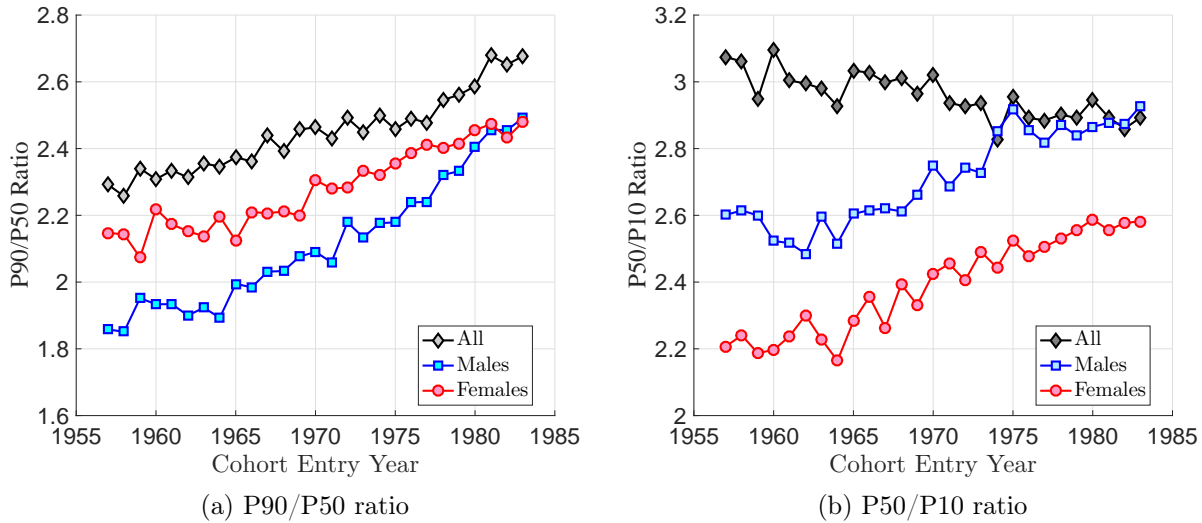 2.8
2.6
2.4
2.2
2
1.8
1.6
P90/P50 Ratio
1955 1960 1965 1970 1975 1980 1985
Cohort Entry Year
All
Males
Females
(a) P90/P50 ratio
3.2
3
2.8
2.6
2.4
2.2
2
P50/P10 Ratio
1955 1960 1965 1970 1975 1980 1985
Cohort Entry Year
All
Males
Females
(b) P50/P10 ratio